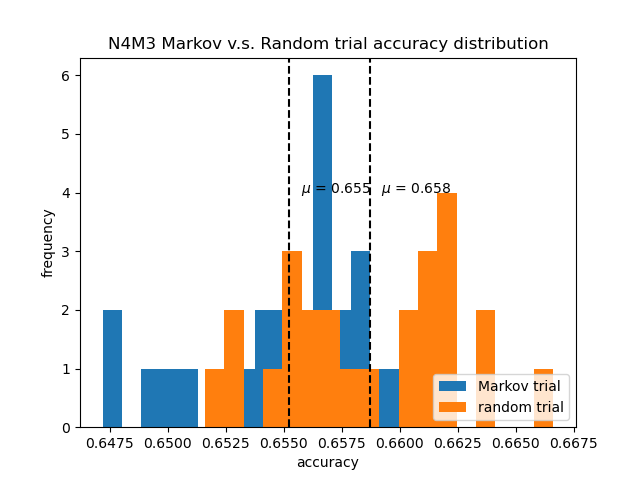 N4M3 Markov v.s. Random trial accuracy distribution
6
5
4
3
2
1
0
frequency
μ = 0.655
μ = 0.658
Markov trial
random trial
0.6475 0.6500 0.6525 0.6550 0.6575 0.6600 0.6625 0.6650 0.6675
accuracy